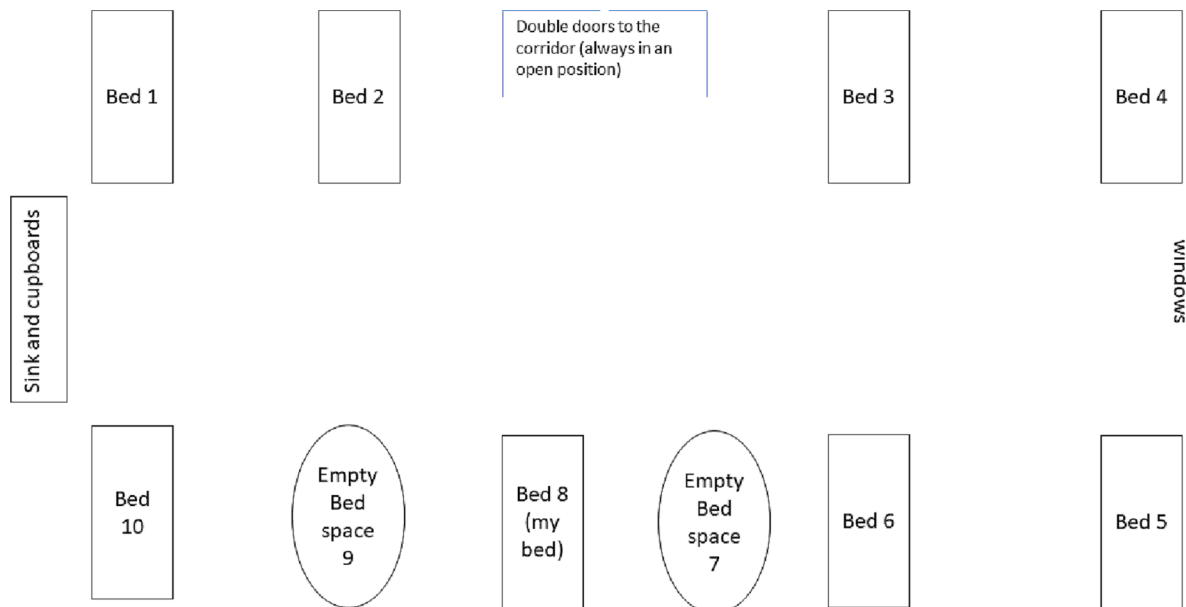 Bed 1
Bed 2
Double doors to the
corridor (always in an
open position)
Bed 3
Bed 4
Sink and cupboards
windows
Bed
10
Empty
Bed
space
9
Bed 8
(my
bed)
Empty
Bed
space
7
Bed 6
Bed 5